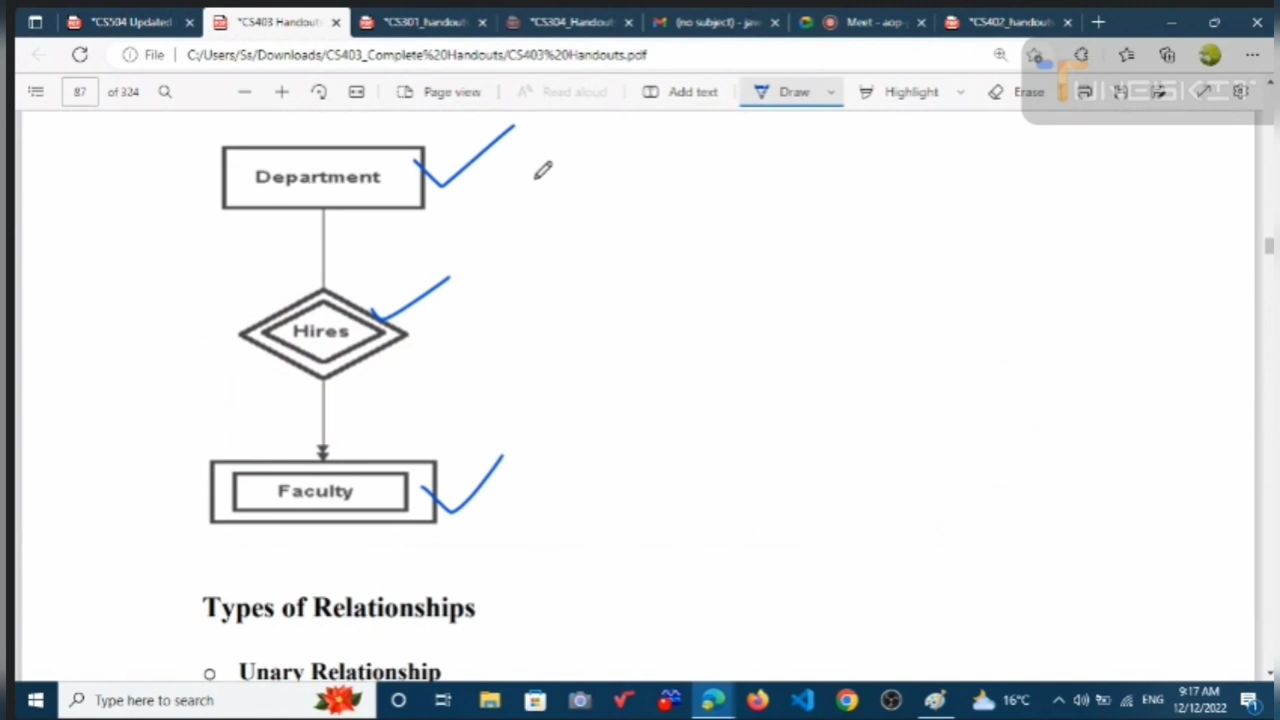 *CS504 Updated
*CS403 Handout
*CS301_handout
*CS304_Handout
(no subject) - ja
Meet - aop
*CS402_handout
File C:/Users/Ss/Downloads/CS403_Complete%20Handouts/CS403%20Handouts.pdf
87 of 324 Page view Read aloud Add text Draw Highlight Erase
Department
Hires
Faculty
Types of Relationships
o Unary Relationship
Type here to search 16°C ENG 9:17 AM
12/12/2022